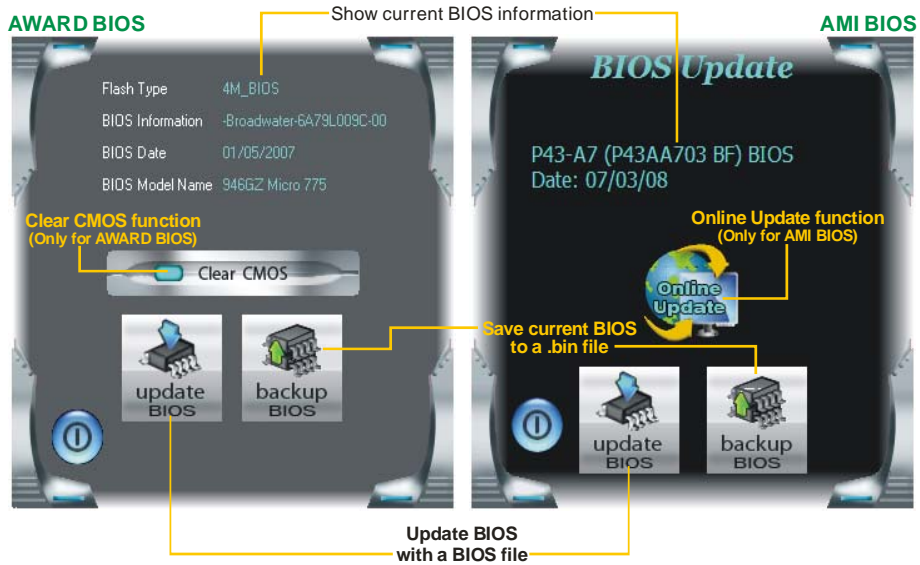 Show current BIOS information
AWARD BIOS
AMI BIOS
Flash Type 4M_BIOS
BIOS Information -Broadwater-6A79L009C-00
BIOS Date 01/05/2007
BIOS Model Name 946GZ Micro 775
Clear CMOS function
(Only for AWARD BIOS)
Clear CMOS
update
BIOS
backup
BIOS
BIOS Update
P43-A7 (P43AA703 BF) BIOS
Date: 07/03/08
Online Update function
(Only for AMI BIOS)
Online
Update
Save current BIOS
to a .bin file
update
BIOS
backup
BIOS
Update BIOS
with a BIOS file